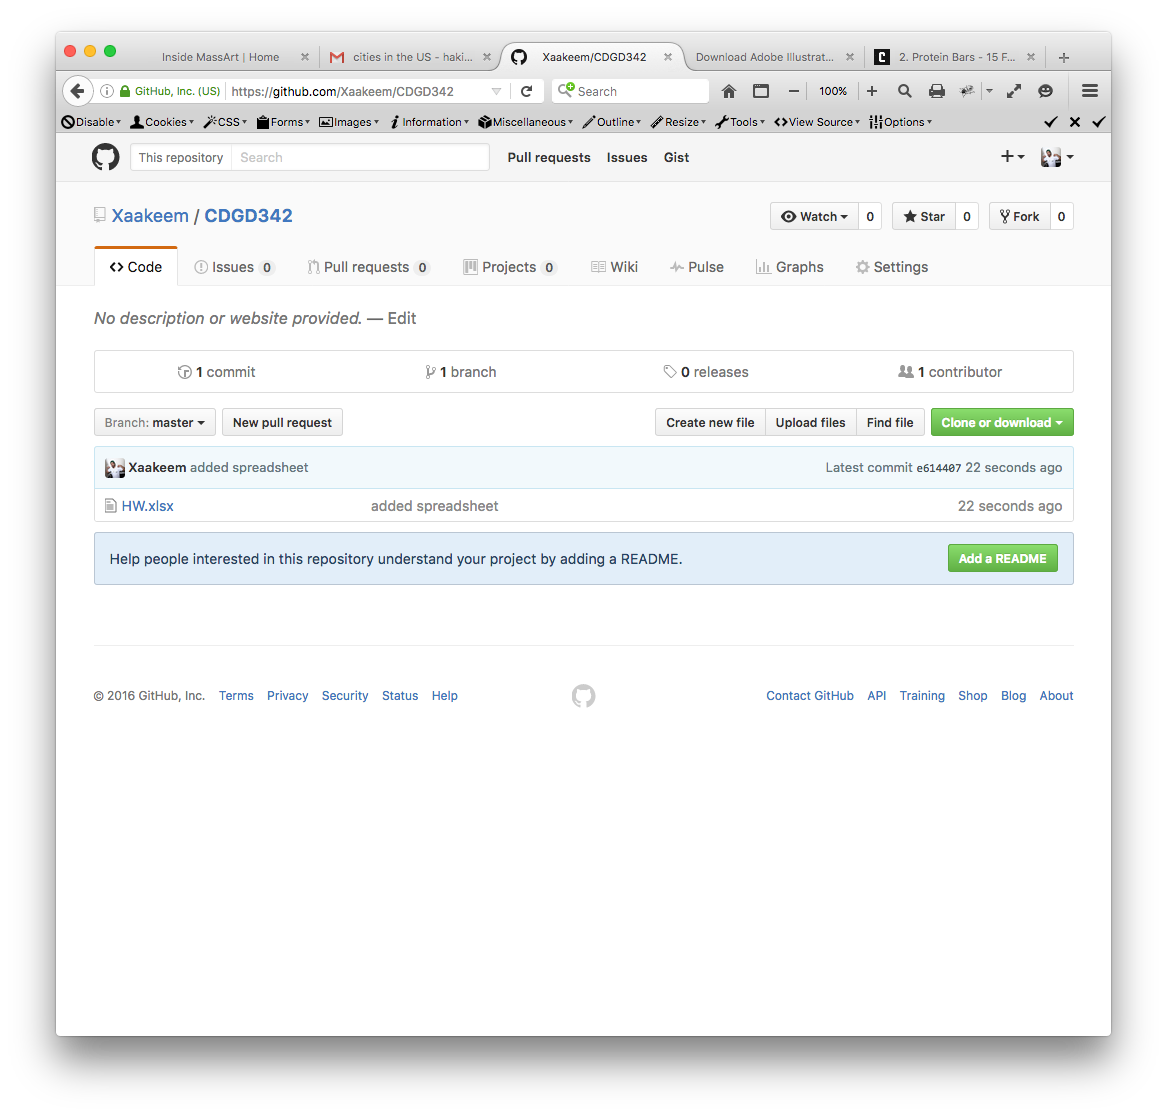 Inside MassArt | Home
cities in the US - haki...
Xaakeem/CDGD342
Download Adobe Illustrat...
2. Protein Bars - 15 F...
GitHub, Inc. (US)
https://github.com/Xaakeem/CDGD342
Search
100%
Disable Cookies CSS Forms Images Information Miscellaneous Outline Resize Tools View Source Options
This repository Search Pull requests Issues Gist
Xaakeem / CDGD342
Watch 0 Star 0 Fork 0
Code Issues 0 Pull requests 0 Projects 0 Wiki Pulse Graphs Settings
No description or website provided. — Edit
1 commit 1 branch 0 releases 1 contributor
Branch: master New pull request Create new file Upload files Find file Clone or download
Xaakeem added spreadsheet Latest commit e614407 22 seconds ago
HW.xlsx added spreadsheet 22 seconds ago
Help people interested in this repository understand your project by adding a README. Add a README
© 2016 GitHub, Inc. Terms Privacy Security Status Help Contact GitHub API Training Shop Blog About